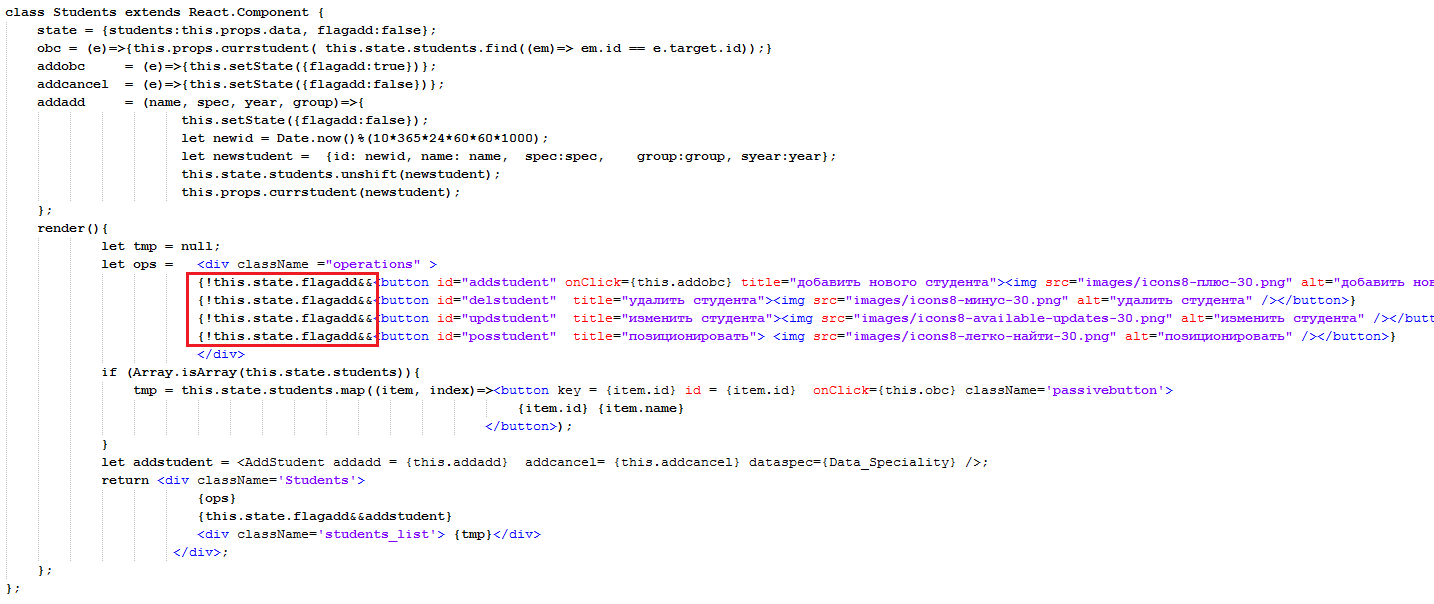 class Students extends React.Component {
state = {students:this.props.data, flagadd:false};
obc = (e)=>{this.props.currstudent( this.state.students.find((em)=> em.id == e.target.id));}
addobc = (e)=>{this.setState({flagadd:true})};
addcancel = (e)=>{this.setState({flagadd:false})};
addadd = (name, spec, year, group)=>{
this.setState({flagadd:false});
let newid = Date.now()%(10*365*24*60*60*1000);
let newstudent = {id: newid, name: name, spec:spec, group:group, syear:year};
this.state.students.unshift(newstudent);
this.props.currstudent(newstudent);
};
render(){
let tmp = null;
let ops = <div className ="operations" >
{!this.state.flagadd&&<button id="addstudent" onClick={this.addobc} title="добавить нового студента"><img src="images/icons8-плюс-30.png" alt="добавить нов
{!this.state.flagadd&&<button id="delstudent" title="удалить студента"><img src="images/icons8-минус-30.png" alt="удалить студента" /></button>}
{!this.state.flagadd&&<button id="updstudent" title="изменить студента"><img src="images/icons8-available-updates-30.png" alt="изменить студента" /></butt
{!this.state.flagadd&&<button id="posstudent" title="позиционировать"> <img src="images/icons8-легко-найти-30.png" alt="позиционировать" /></button>}
</div>
if (Array.isArray(this.state.students)){
tmp = this.state.students.map((item, index)=><button key = {item.id} id = {item.id} onClick={this.obc} className='passivebutton'>
{item.id} {item.name}
</button>);
}
let addstudent = <AddStudent addadd = {this.addadd} addcancel= {this.addcancel} dataspec={Data_Speciality} />;
return <div className='Students'>
{ops}
{this.state.flagadd&&addstudent}
<div className='students_list'> {tmp}</div>
</div>;
};
};